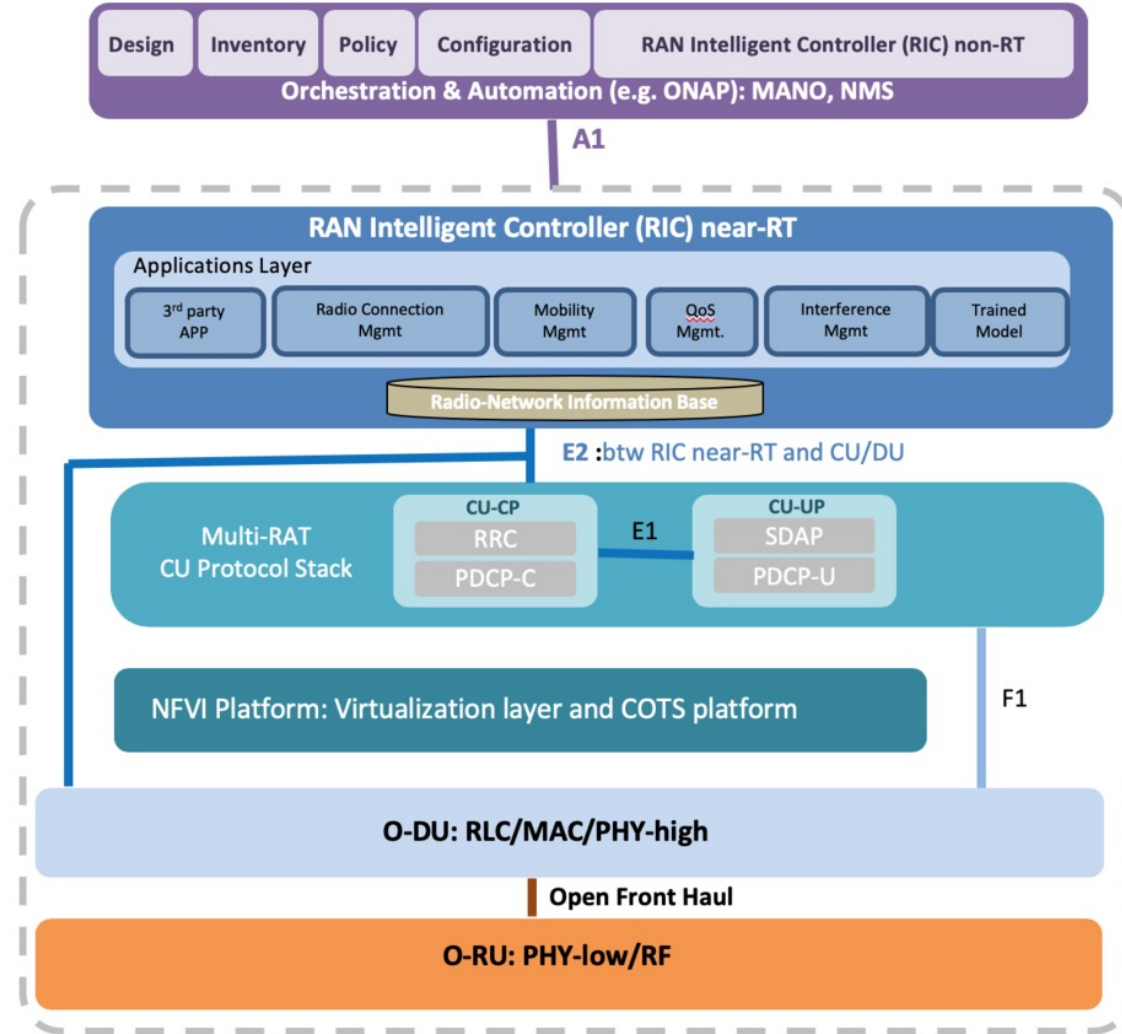 Design
Inventory
Policy
Configuration
RAN Intelligent Controller (RIC) non-RT
Orchestration & Automation (e.g. ONAP): MANO, NMS
A1
RAN Intelligent Controller (RIC) near-RT
Applications Layer
3rd party
APP
Radio Connection
Mgmt
Mobility
Mgmt
QoS
Mgmt.
Interference
Mgmt
Trained
Model
Radio-Network Information Base
E2 :btw RIC near-RT and CU/DU
Multi-RAT
CU Protocol Stack
CU-CP
RRC
PDCP-C
E1
CU-UP
SDAP
PDCP-U
NFVI Platform: Virtualization layer and COTS platform
F1
O-DU: RLC/MAC/PHY-high
Open Front Haul
O-RU: PHY-low/RF